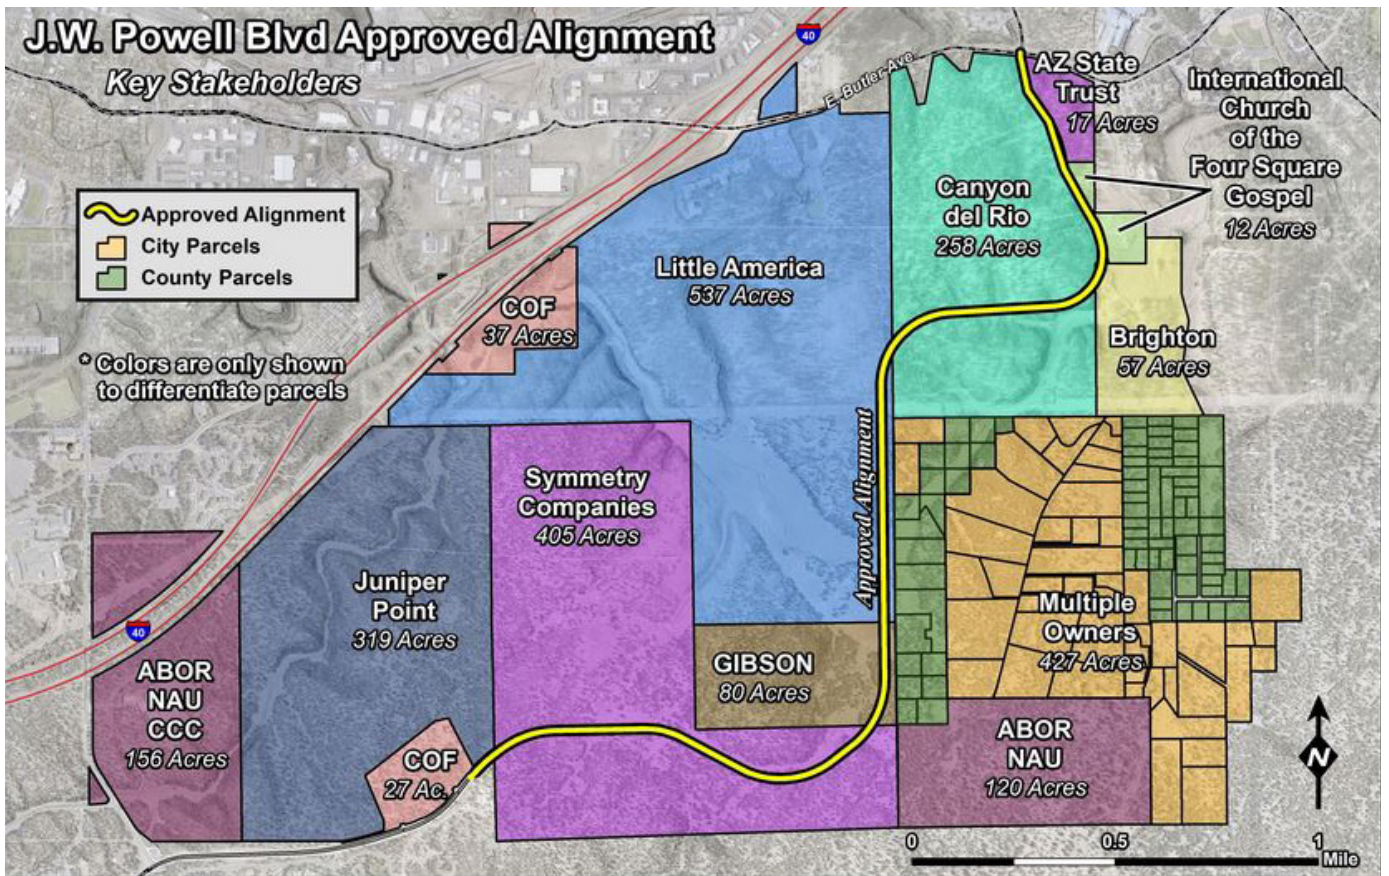 J.W. Powell Blvd Approved Alignment
Key Stakeholders
40
E. Butler Ave.
AZ State
Trust
17 Acres
International
Church
of the
Four Square
Gospel
12 Acres
Approved Alignment
City Parcels
County Parcels
* Colors are only shown
to differentiate parcels
Canyon
del Rio
258 Acres
Little America
537 Acres
COF
37 Acres
Brighton
57 Acres
Approved Alignment
Symmetry
Companies
405 Acres
Juniper
Point
319 Acres
Multiple
Owners
427 Acres
40
ABOR
NAU
CCC
156 Acres
GIBSON
80 Acres
COF
27 Ac.
ABOR
NAU
120 Acres
N
0 0.5 1
Mile